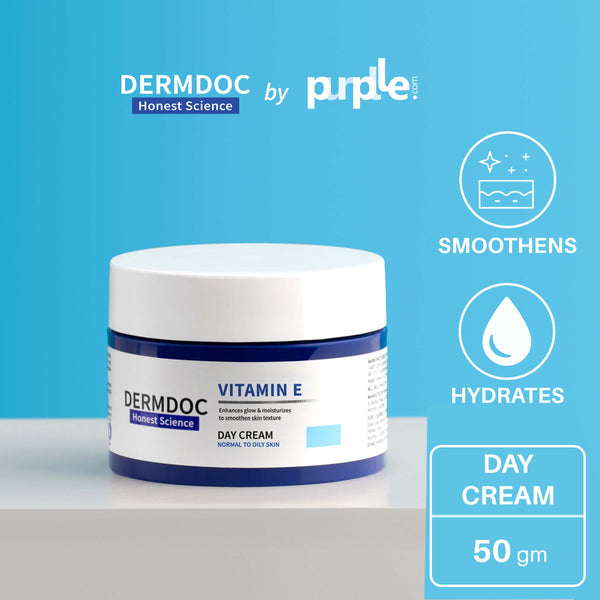 DERMDOC
Honest Science
by
purplle.com
SMOOTHENS
HYDRATES
VITAMIN E
Enhances glow & moisturizes
to smoothen skin texture
DERMDOC
Honest Science
DAY CREAM
NORMAL TO OILY SKIN
DAY
CREAM
50 gm